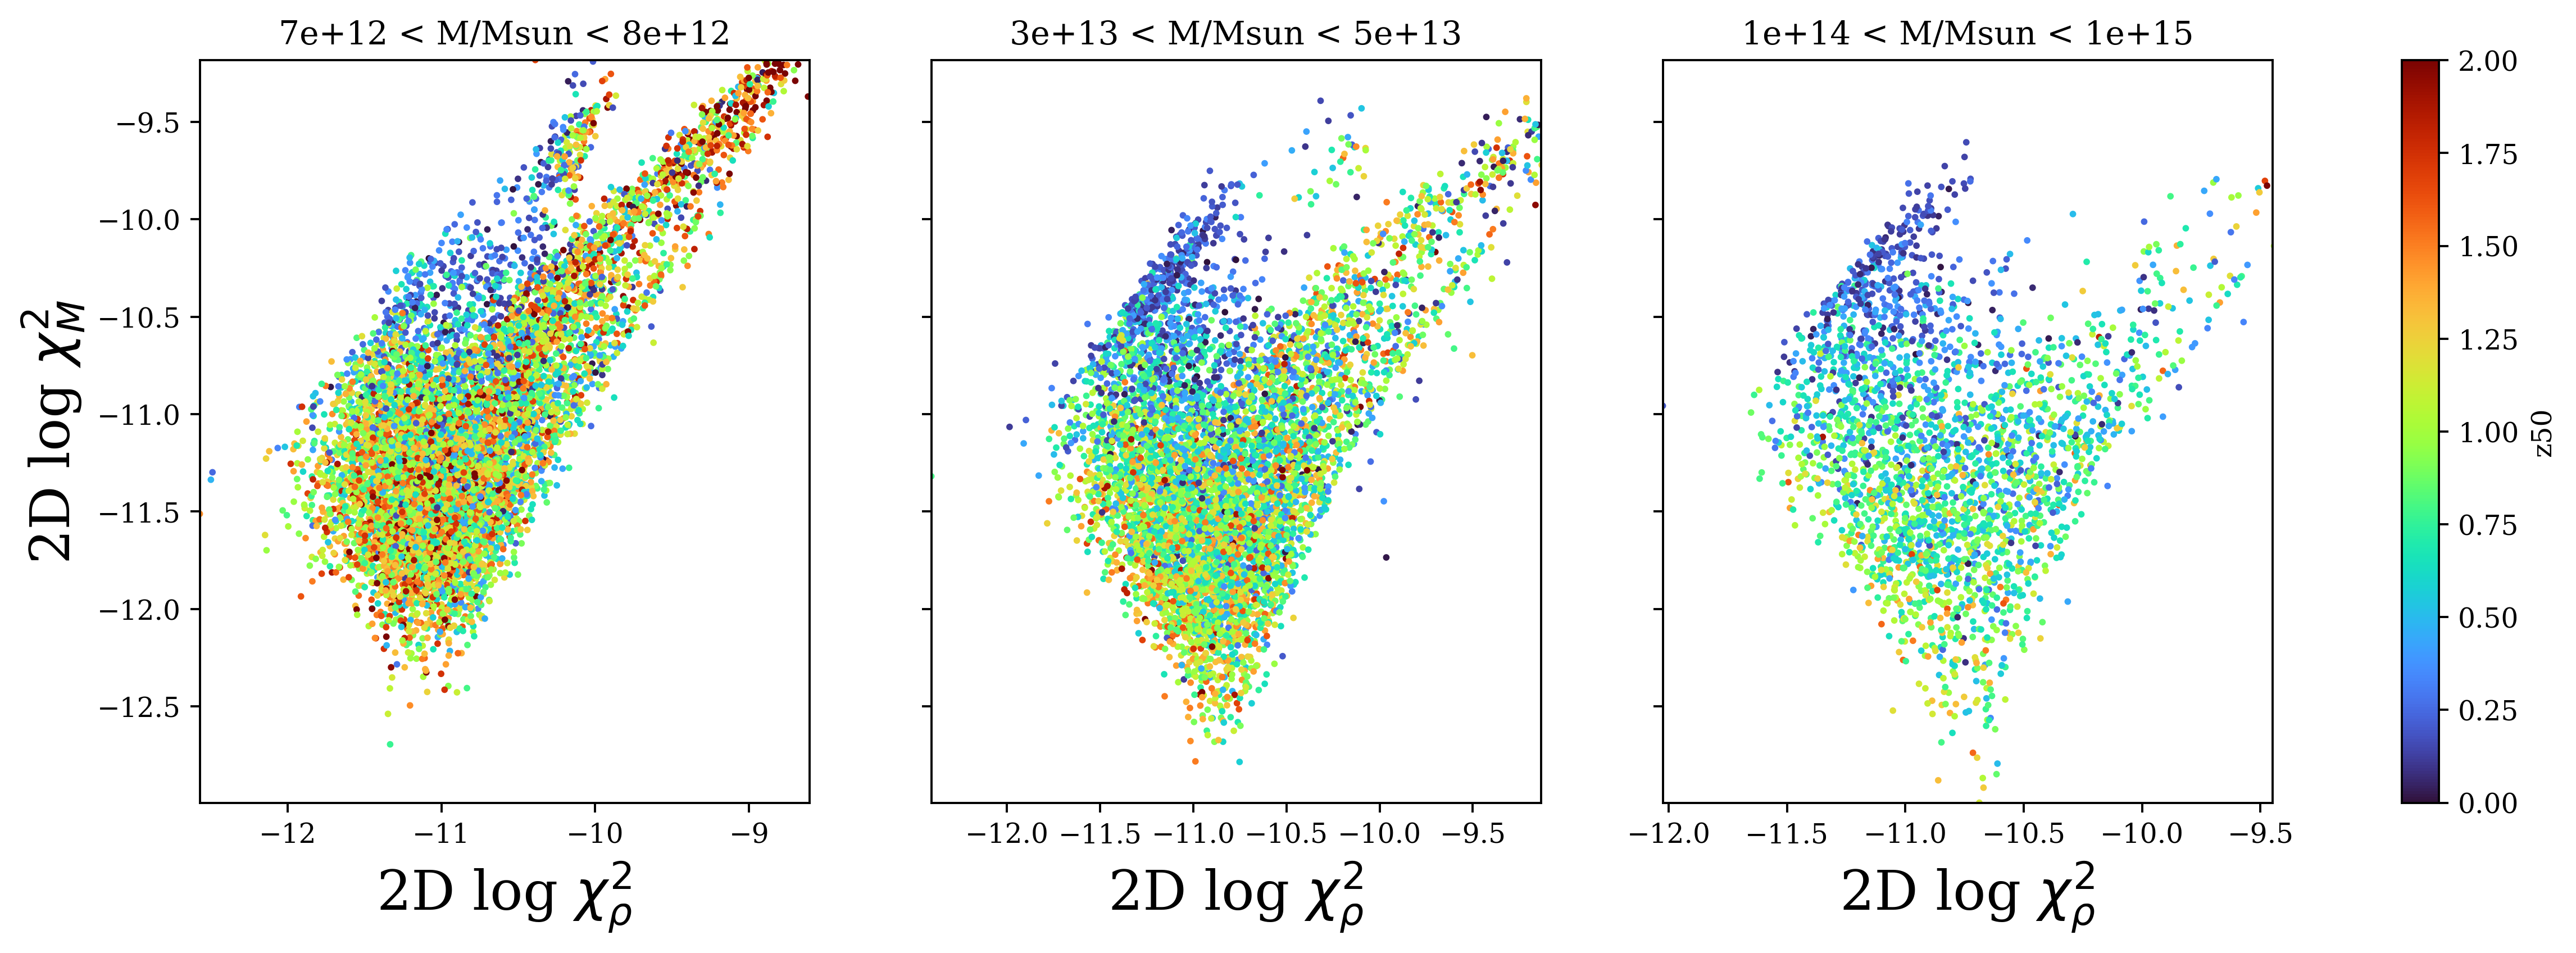 7e+12 < M/Msun < 8e+12
3e+13 < M/Msun < 5e+13
1e+14 < M/Msun < 1e+15
2D log χ²_M
−9.5
−10.0
−10.5
−11.0
−11.5
−12.0
−12.5
−12 −11 −10 −9
−12.0 −11.5 −11.0 −10.5 −10.0 −9.5
−12.0 −11.5 −11.0 −10.5 −10.0 −9.5
2D log χ²_ρ
2D log χ²_ρ
2D log χ²_ρ
2.00
1.75
1.50
1.25
1.00
0.75
0.50
0.25
0.00
z50